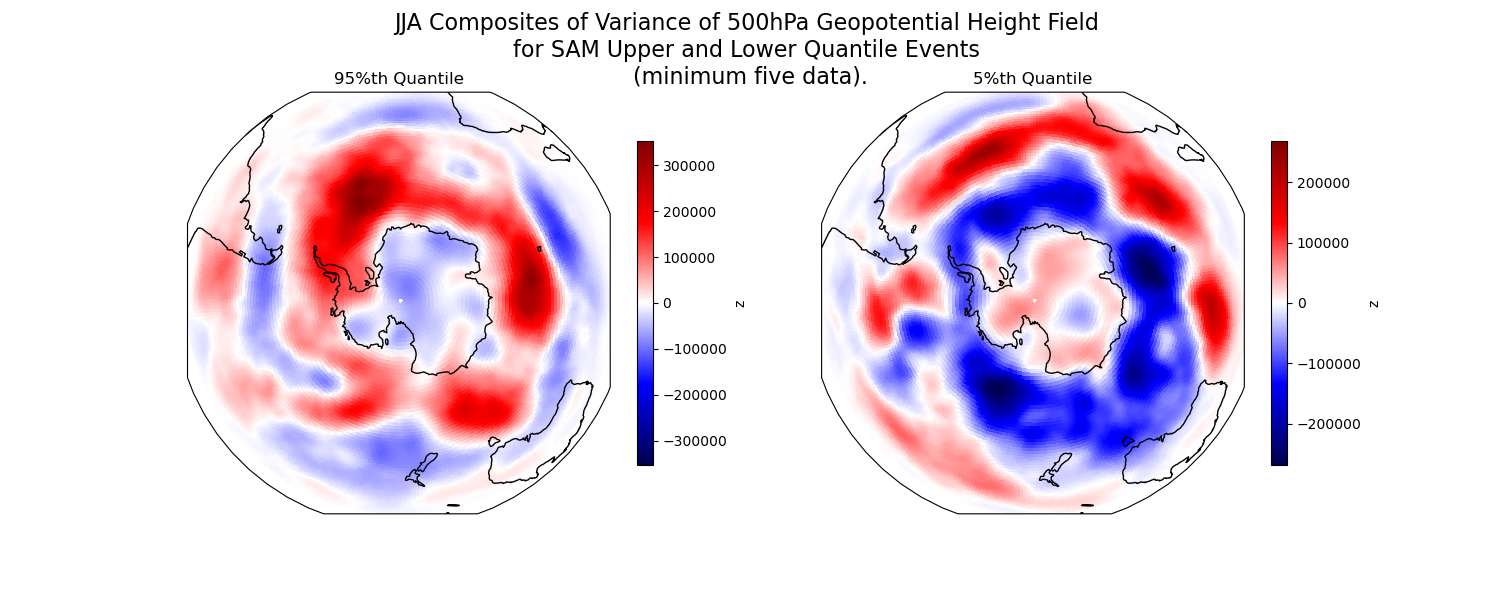 JJA Composites of Variance of 500hPa Geopotential Height Field
for SAM Upper and Lower Quantile Events
(minimum five data).
95%th Quantile
5%th Quantile
300000
200000
100000
0
−100000
−200000
−300000
z
200000
100000
0
−100000
−200000
z